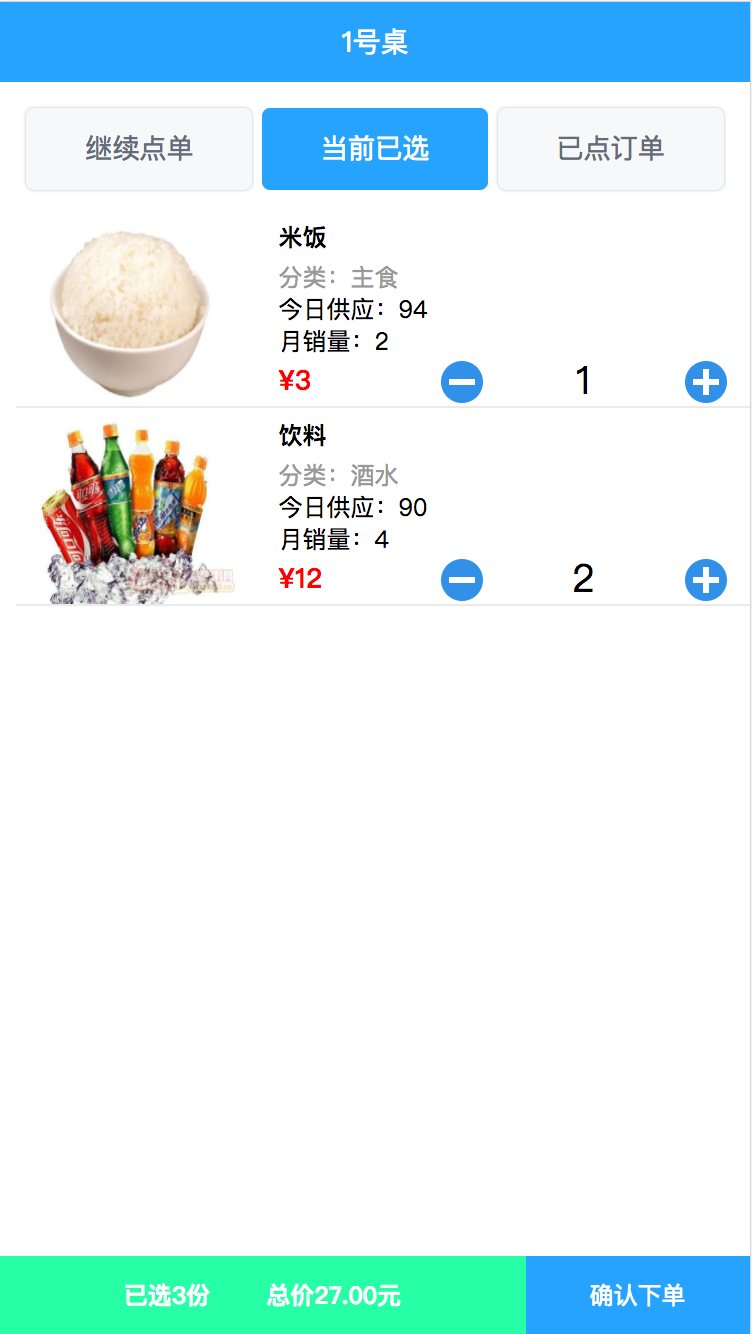 1号桌
继续点单
当前已选
已点订单
米饭
分类：主食
今日供应：94
月销量：2
¥3
1
饮料
分类：酒水
今日供应：90
月销量：4
¥12
2
已选3份 总价27.00元
确认下单